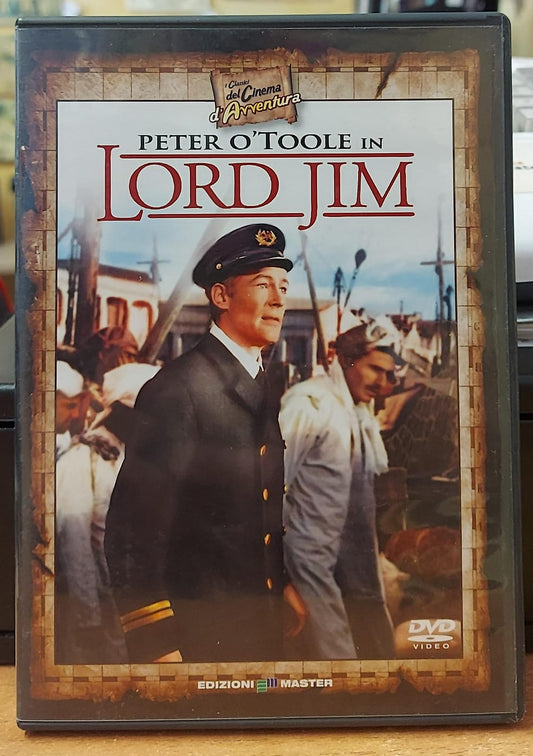 i Classici
del Cinema
d'Avventura
PETER O'TOOLE IN
LORD JIM
DVD
VIDEO
EDIZIONI MASTER